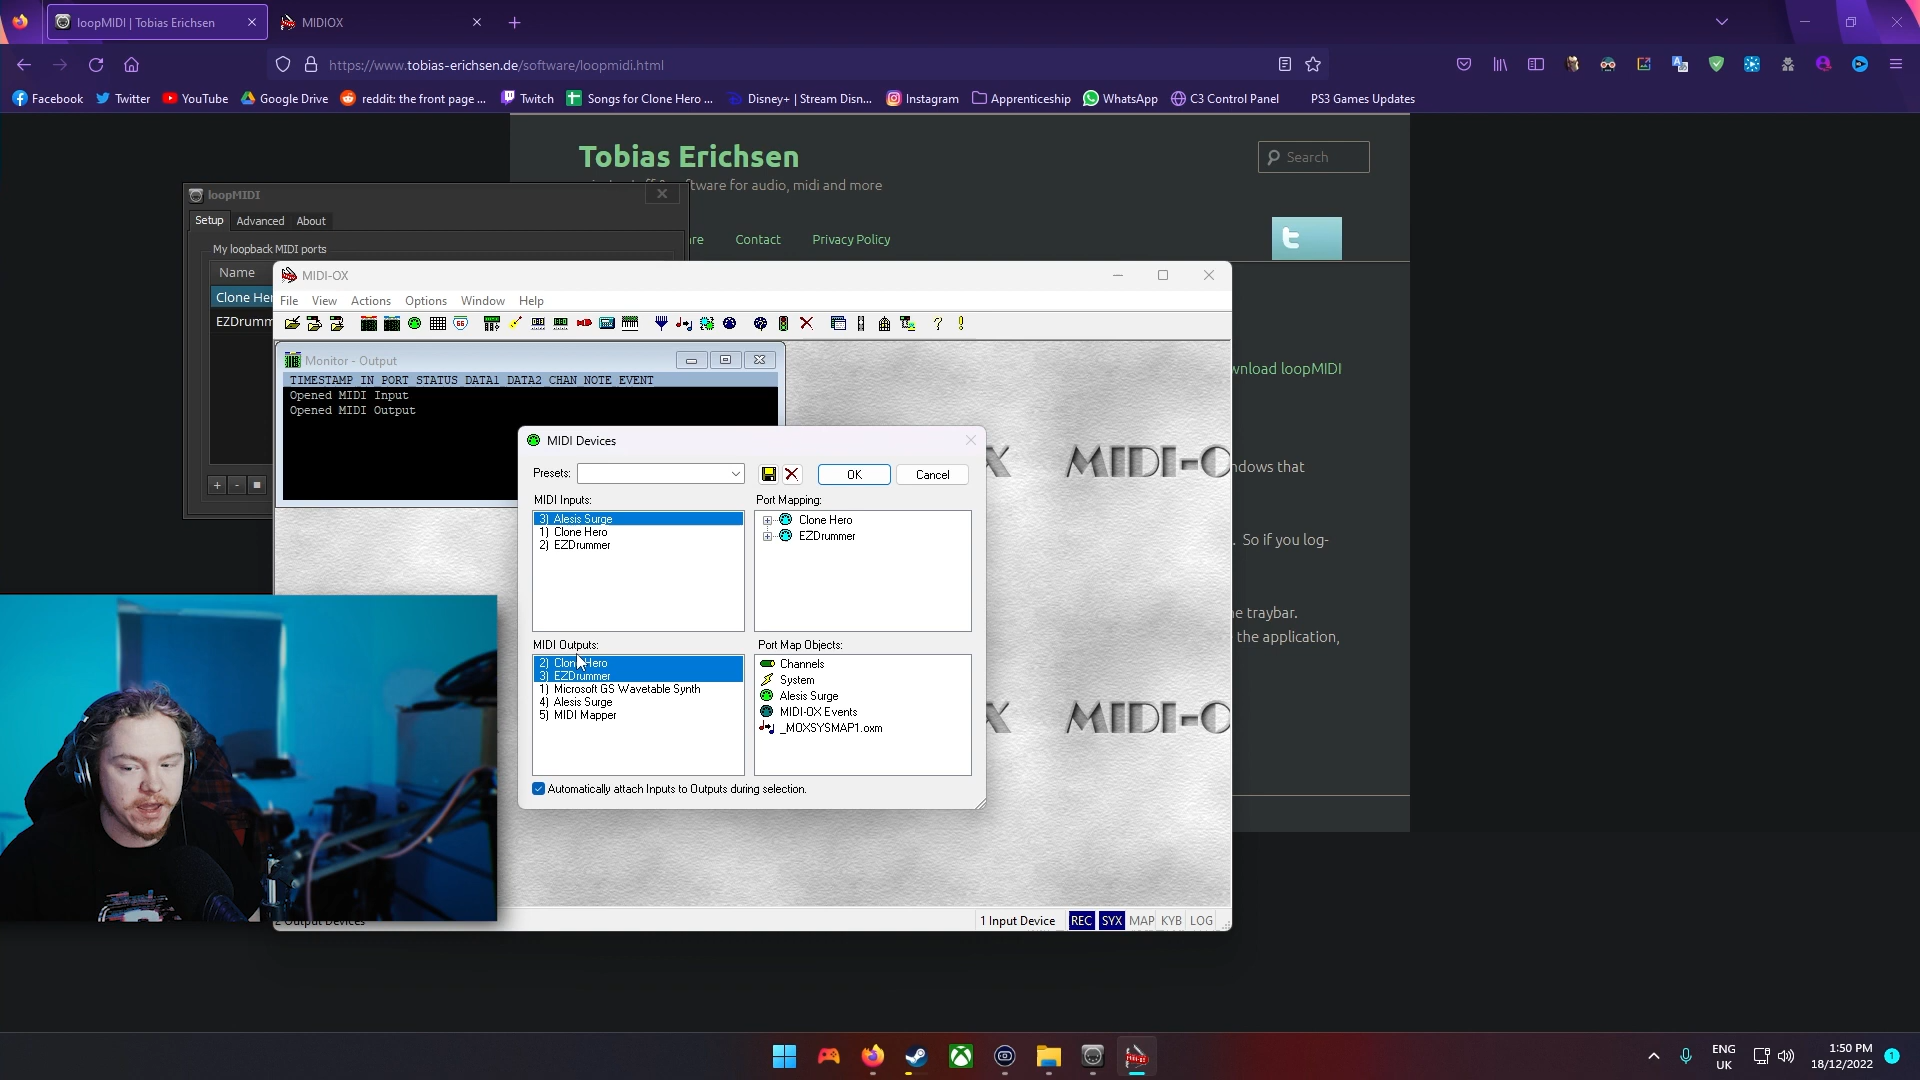 loopMIDI | Tobias Erichsen
MIDIOX
https://www.tobias-erichsen.de/software/loopmidi.html
Facebook
Twitter
YouTube
Google Drive
reddit: the front page ...
Twitch
Songs for Clone Hero ...
Disney+ | Stream Disn...
Instagram
Apprenticeship
WhatsApp
C3 Control Panel
PS3 Games Updates
Tobias Erichsen
Search
ftware for audio, midi and more
Contact
Privacy Policy
loopMIDI
Setup
Advanced
About
My loopback MIDI ports
Name
Clone He
EZDrumm
+
-
MIDI-OX
File
View
Actions
Options
Window
Help
Monitor - Output
TIMESTAMP IN PORT STATUS DATA1 DATA2 CHAN NOTE EVENT
Opened MIDI Input
Opened MIDI Output
wnload loopMIDI
ndows that
. So if you log-
e traybar.
the application,
MIDI Devices
Presets:
OK
Cancel
MIDI Inputs:
3) Alesis Surge
1) Clone Hero
2) EZDrummer
Port Mapping:
Clone Hero
EZDrummer
MIDI Outputs:
2) Clone Hero
3) EZDrummer
1) Microsoft GS Wavetable Synth
4) Alesis Surge
5) MIDI Mapper
Port Map Objects:
Channels
System
Alesis Surge
MIDI-OX Events
_MOXSYSMAP1.oxm
Automatically attach Inputs to Outputs during selection.
X MIDI-O
X MIDI-O
Output Devices
1 Input Device
REC
SYX
MAP
KYB
LOG
ENG
UK
1:50 PM
18/12/2022
1